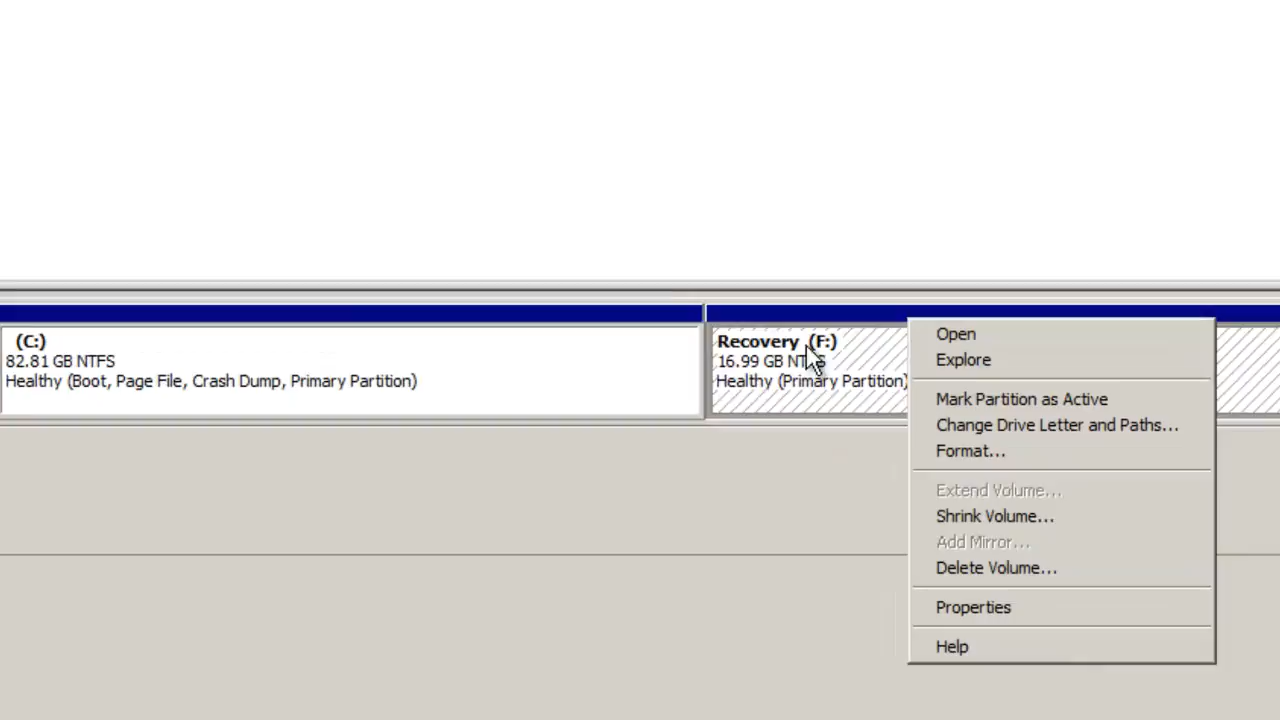 (C:)
82.81 GB NTFS
Healthy (Boot, Page File, Crash Dump, Primary Partition)
Recovery (F:)
16.99 GB NTFS
Healthy (Primary Partition)
Open
Explore
Mark Partition as Active
Change Drive Letter and Paths...
Format...
Extend Volume...
Shrink Volume...
Add Mirror...
Delete Volume...
Properties
Help